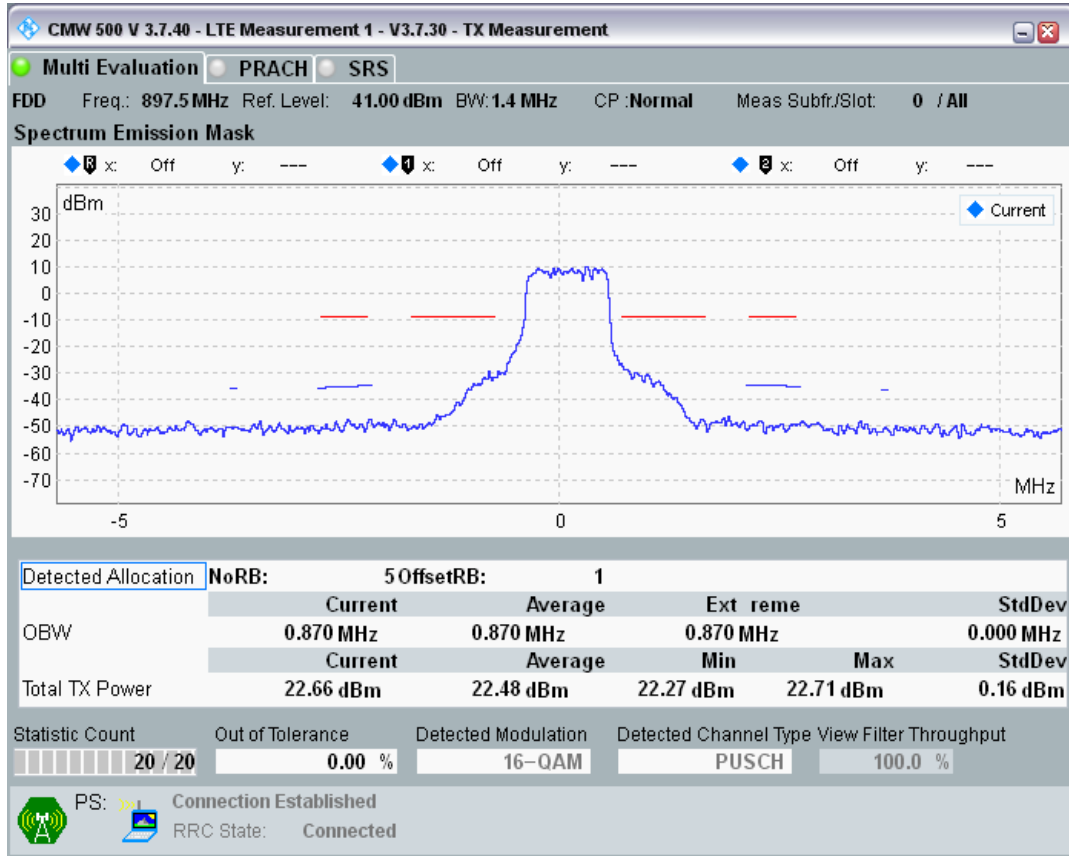 CMW 500 V 3.7.40 - LTE Measurement 1 - V3.7.30 - TX Measurement
Multi Evaluation PRACH SRS
FDD Freq.: 897.5 MHz Ref. Level: 41.00 dBm BW: 1.4 MHz CP :Normal Meas Subfr./Slot: 0 / All
Spectrum Emission Mask
R x: Off y: --- 1 x: Off y: --- 2 x: Off y: ---
dBm
Current
30
20
10
0
-10
-20
-30
-40
-50
-60
-70
MHz
-5 0 5
Detected Allocation NoRB: 5 OffsetRB: 1
Current Average Ext reme StdDev
OBW 0.870 MHz 0.870 MHz 0.870 MHz 0.000 MHz
Current Average Min Max StdDev
Total TX Power 22.66 dBm 22.48 dBm 22.27 dBm 22.71 dBm 0.16 dBm
Statistic Count Out of Tolerance Detected Modulation Detected Channel Type View Filter Throughput
20 / 20 0.00 % 16-QAM PUSCH 100.0 %
PS: Connection Established
RRC State: Connected